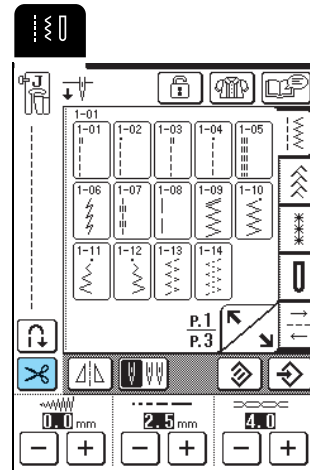 J
1-01
1-01 1-02 1-03 1-04 1-05
1-06 1-07 1-08 1-09 1-10
1-11 1-12 1-13 1-14
P.1
P.3
0.0 mm 2.5 mm 4.0
− + − + − +